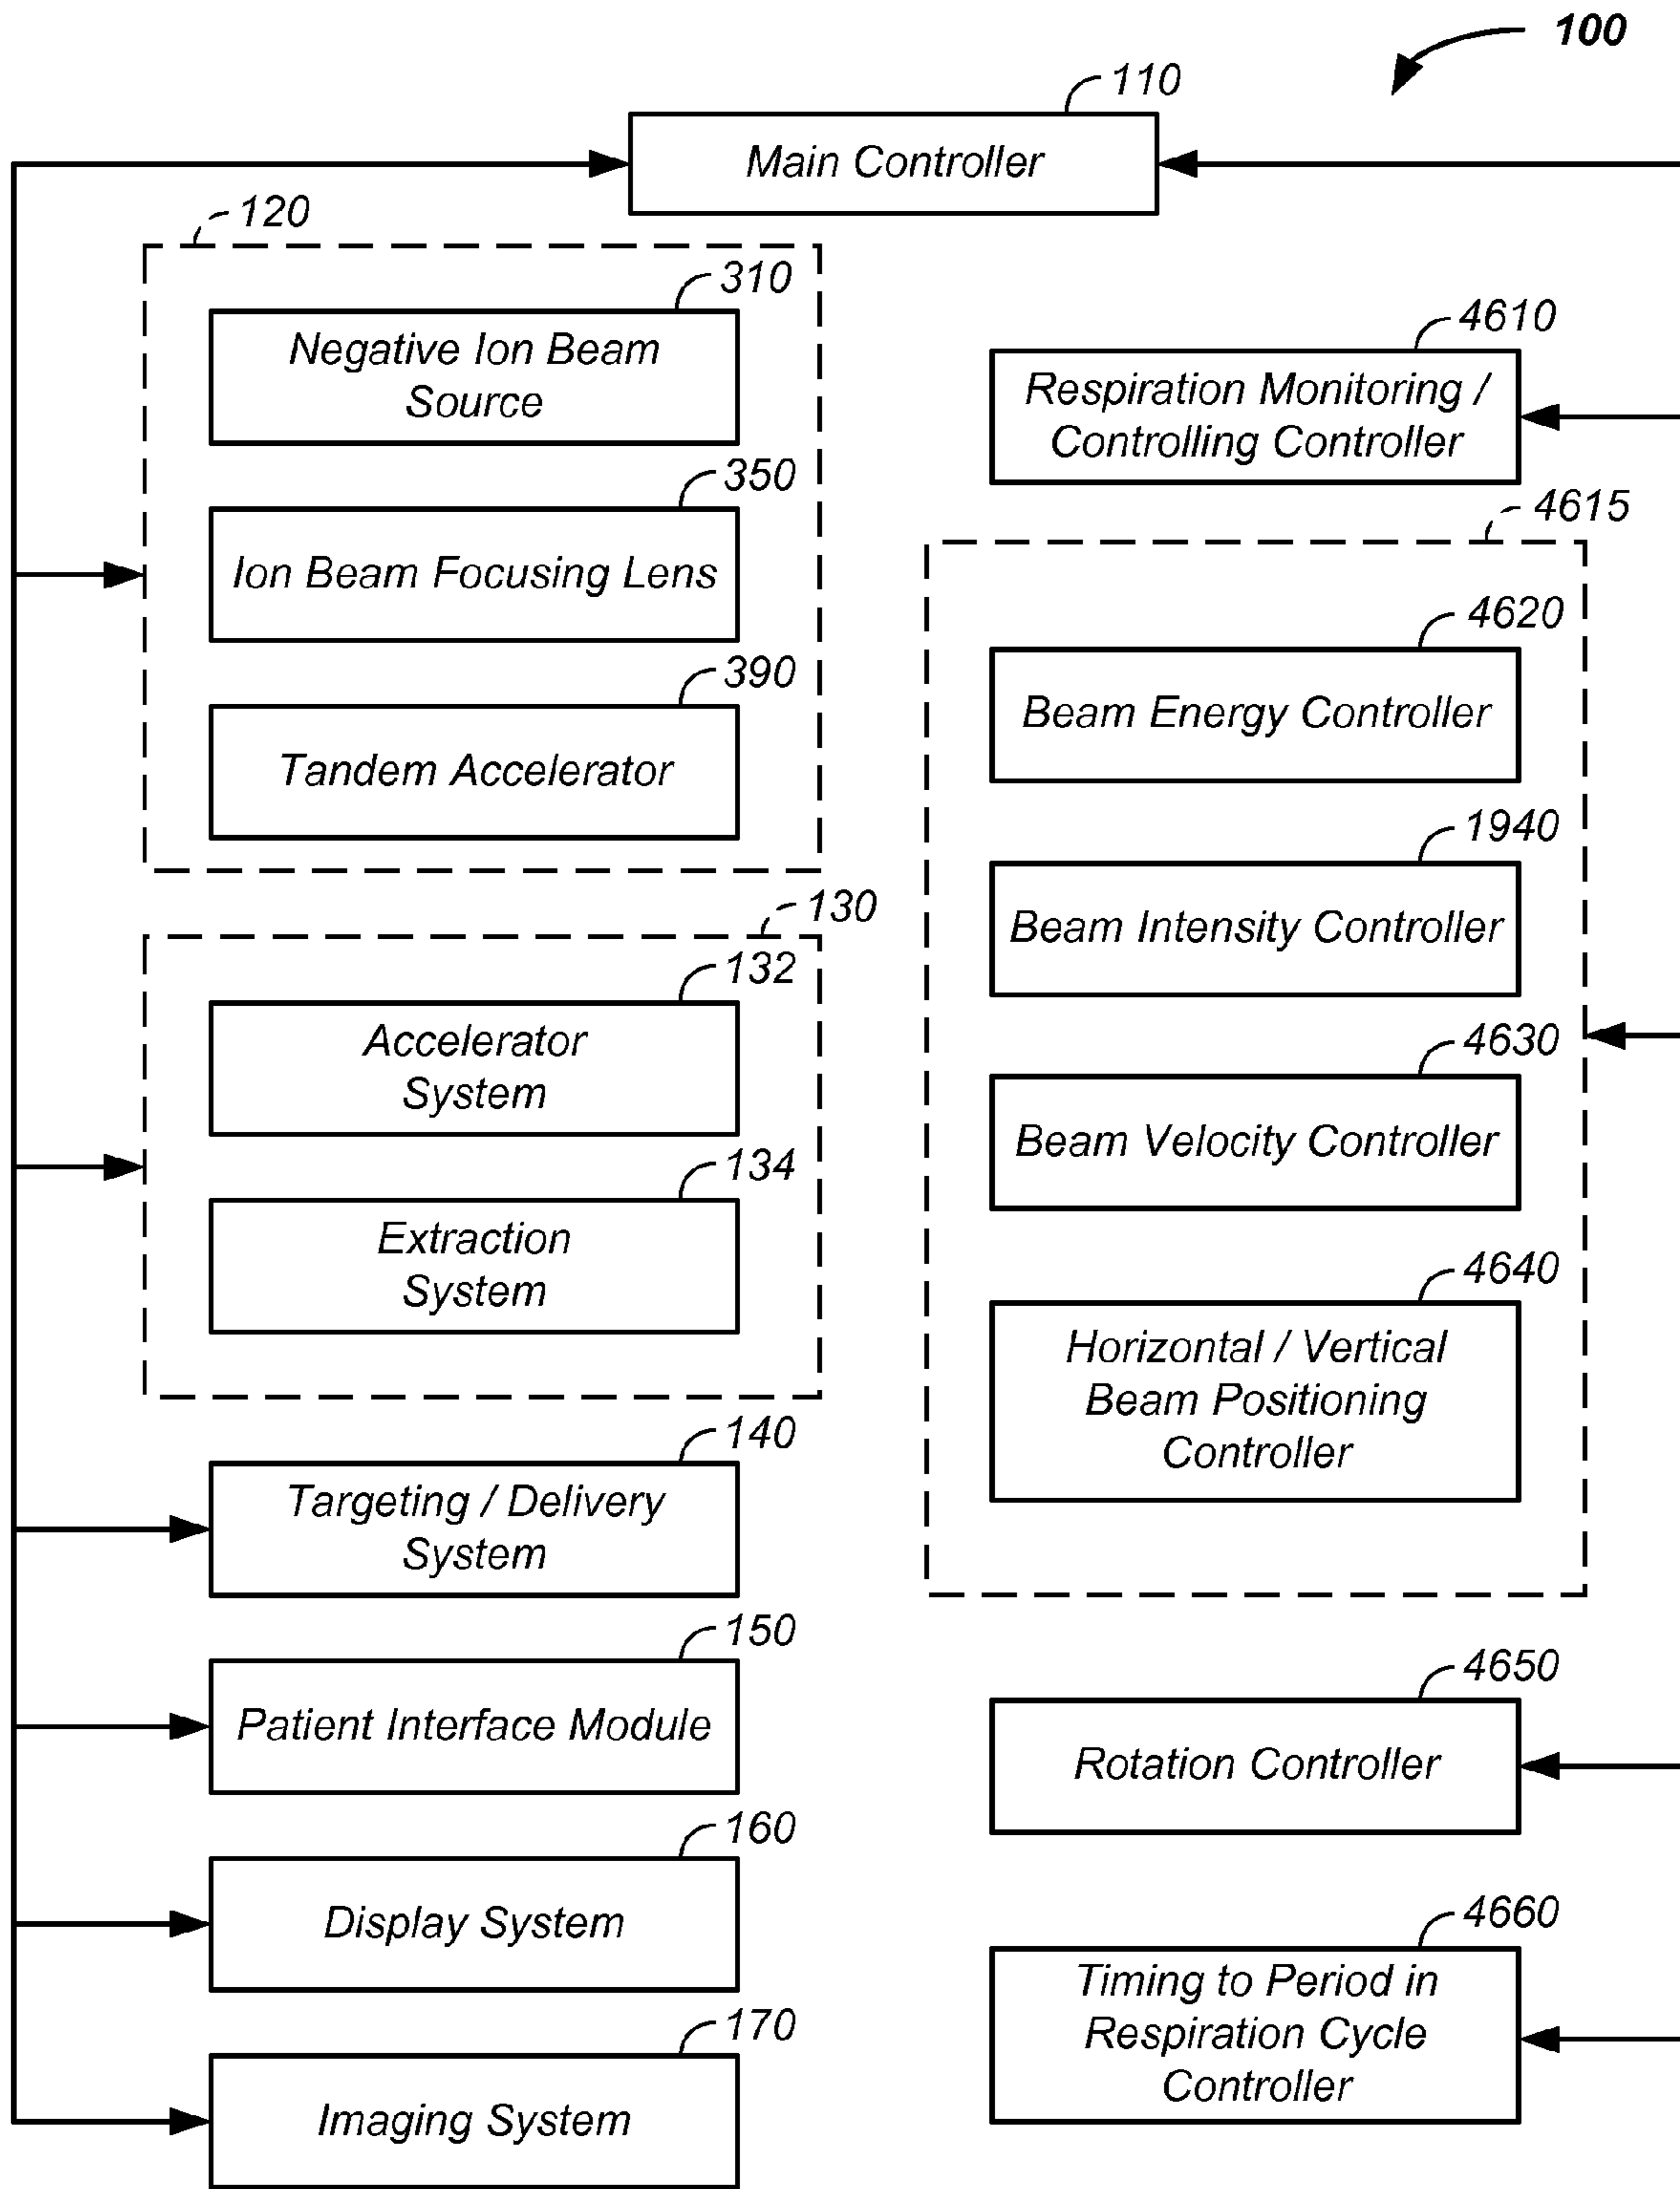 100
110
Main Controller
120
310
Negative Ion Beam
Source
350
Ion Beam Focusing Lens
390
Tandem Accelerator
130
132
Accelerator
System
134
Extraction
System
140
Targeting / Delivery
System
150
Patient Interface Module
160
Display System
170
Imaging System
4610
Respiration Monitoring /
Controlling Controller
4615
4620
Beam Energy Controller
1940
Beam Intensity Controller
4630
Beam Velocity Controller
4640
Horizontal / Vertical
Beam Positioning
Controller
4650
Rotation Controller
4660
Timing to Period in
Respiration Cycle
Controller